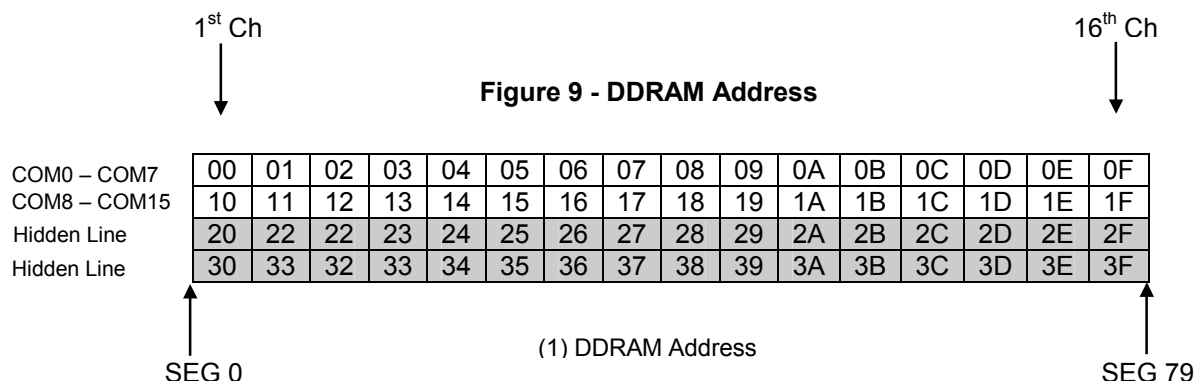 1st Ch 16th Ch
Figure 9 - DDRAM Address
COM0 – COM7 00 01 02 03 04 05 06 07 08 09 0A 0B 0C 0D 0E 0F
COM8 – COM15 10 11 12 13 14 15 16 17 18 19 1A 1B 1C 1D 1E 1F
Hidden Line 20 22 22 23 24 25 26 27 28 29 2A 2B 2C 2D 2E 2F
Hidden Line 30 33 32 33 34 35 36 37 38 39 3A 3B 3C 3D 3E 3F
(1) DDRAM Address
SEG 0 SEG 79